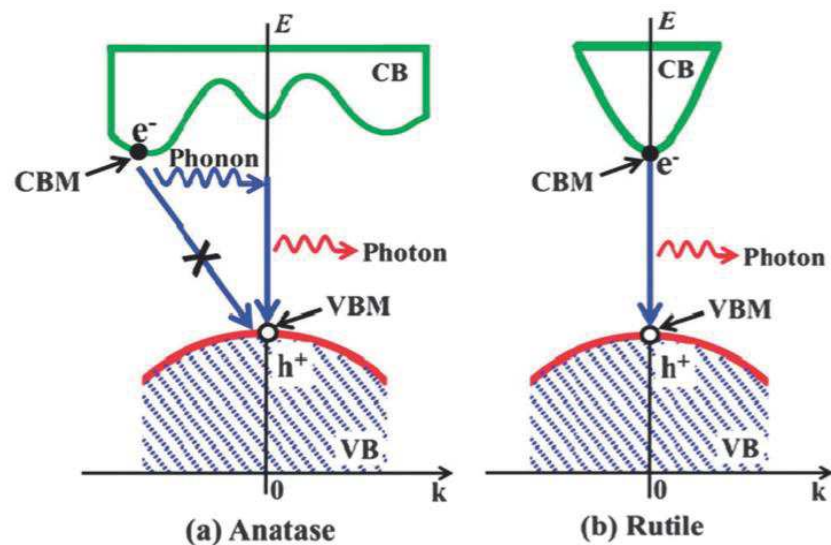 E
CB
e-
CBM
Phonon
Photon
VBM
h+
VB
0
k
(a) Anatase
E
CB
e-
CBM
Photon
VBM
h+
VB
0
k
(b) Rutile